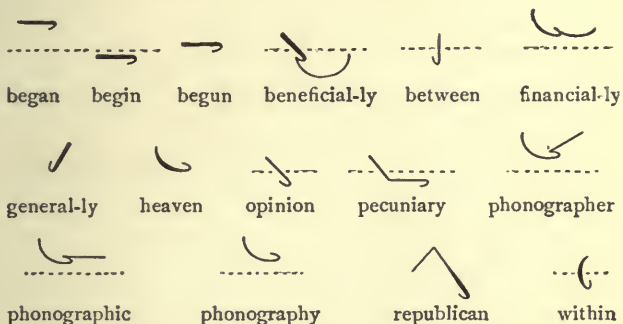 began begin begun beneficial-ly between financial-ly
general-ly heaven opinion pecuniary phonographer
phonographic phonography republican within